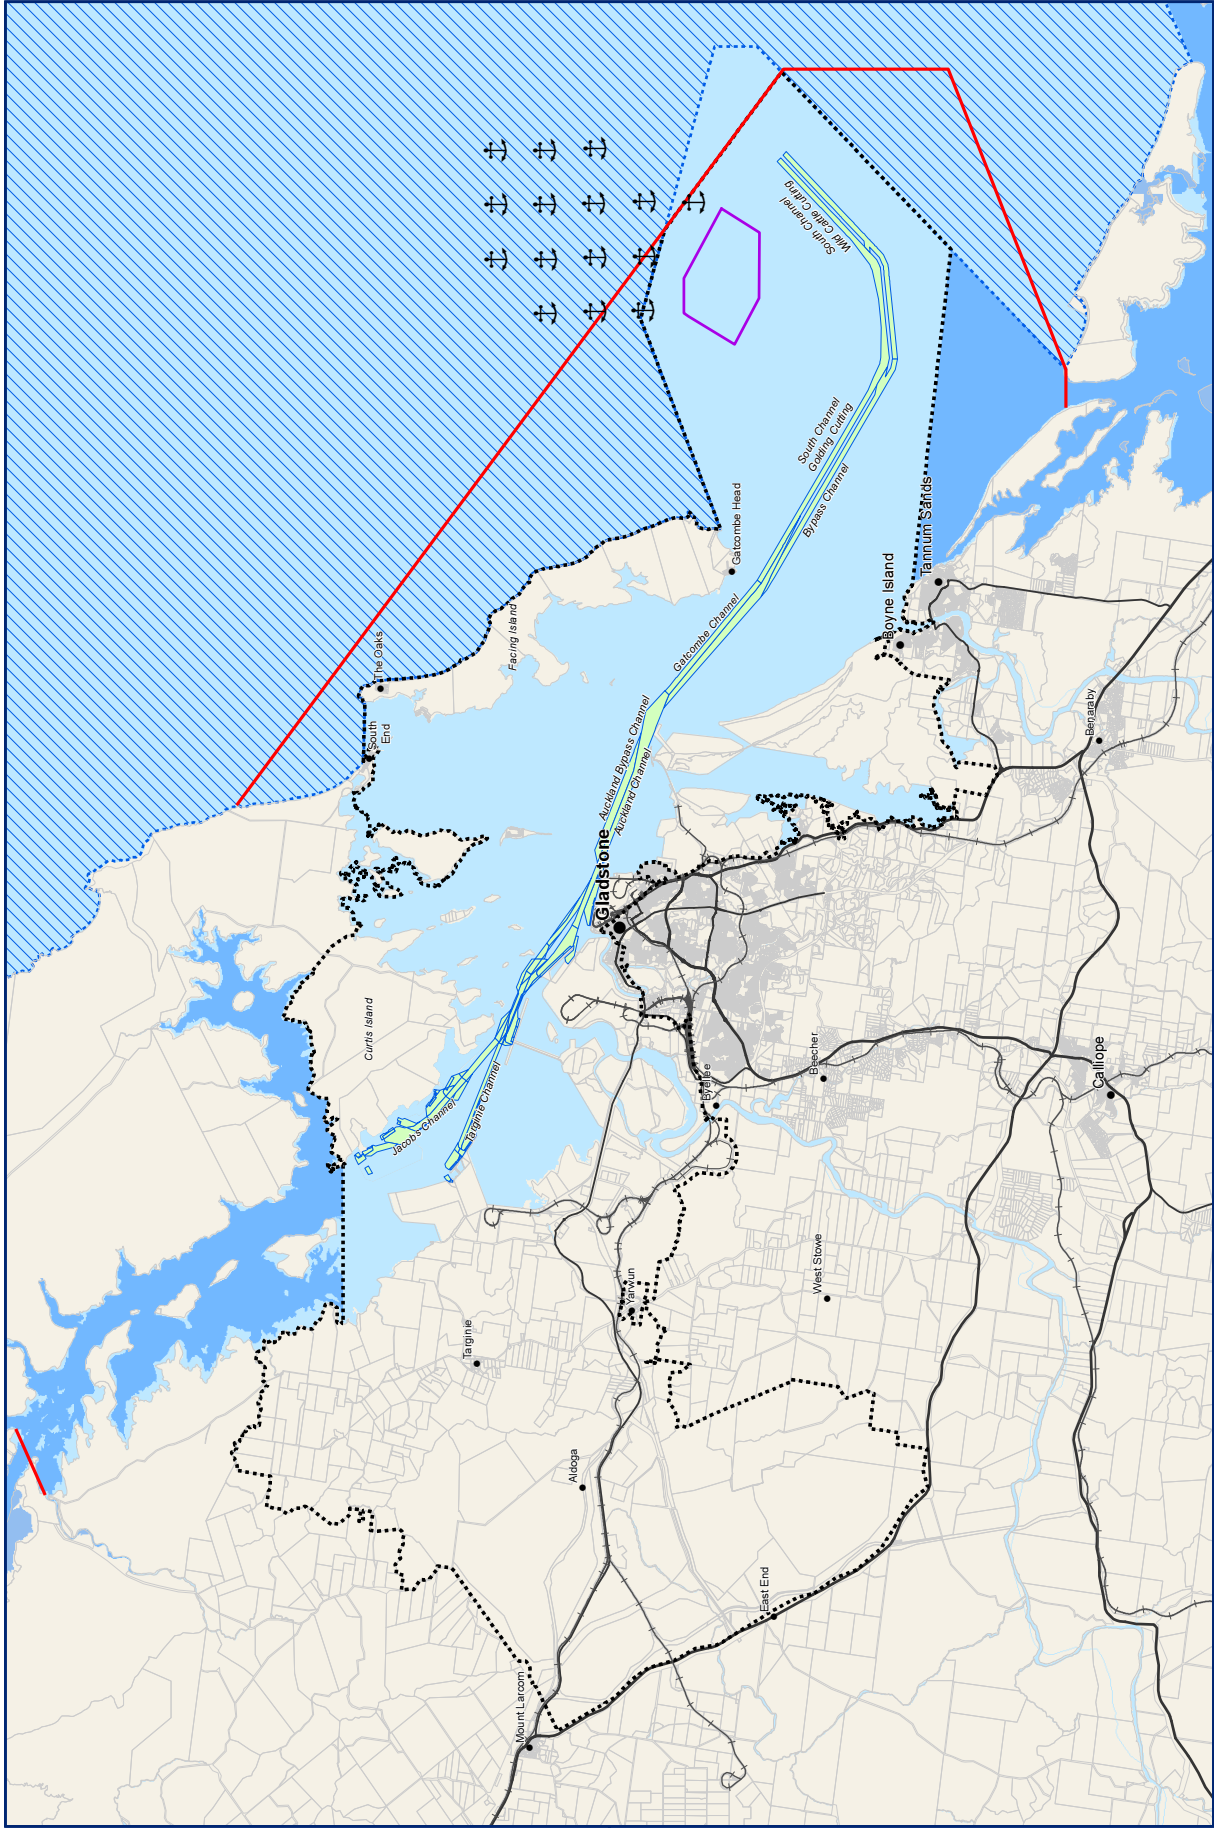 South Channel
Wild Cattle Cutting
South Channel
Golding Cutting
Bypass Channel
Gatcombe Head
Tannum Sands
Boyne Island
Gatcombe Channel
Facing Island
The Oaks
South
End
Auckland Bypass Channel
Auckland Channel
Benaraby
Gladstone
Curtis Island
Jacobs Channel
Targinie Channel
Byellee
Beecher
Calliope
Yarwun
West Stowe
Targinie
Aldoga
East End
Mount Larcom